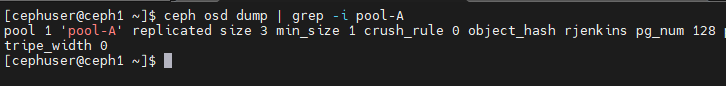 [cephuser@ceph1 ~]$ ceph osd dump | grep -i pool-A
pool 1 'pool-A' replicated size 3 min_size 1 crush_rule 0 object_hash rjenkins pg_num 128
tripe_width 0
[cephuser@ceph1 ~]$